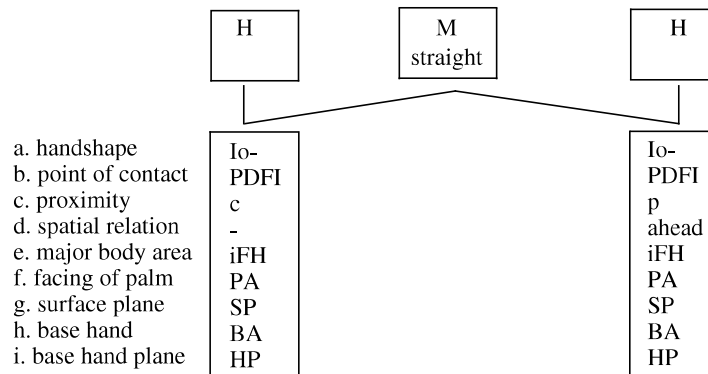 H M H
straight
a. handshape Io- Io-
b. point of contact PDFI PDFI
c. proximity c p
d. spatial relation - ahead
e. major body area iFH iFH
f. facing of palm PA PA
g. surface plane SP SP
h. base hand BA BA
i. base hand plane HP HP